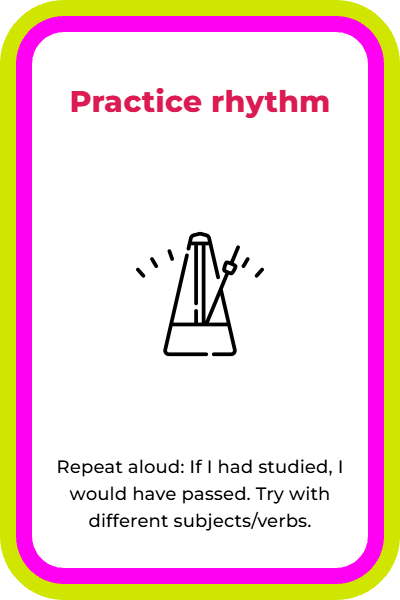 Practice rhythm
Repeat aloud: If I had studied, I
would have passed. Try with
different subjects/verbs.